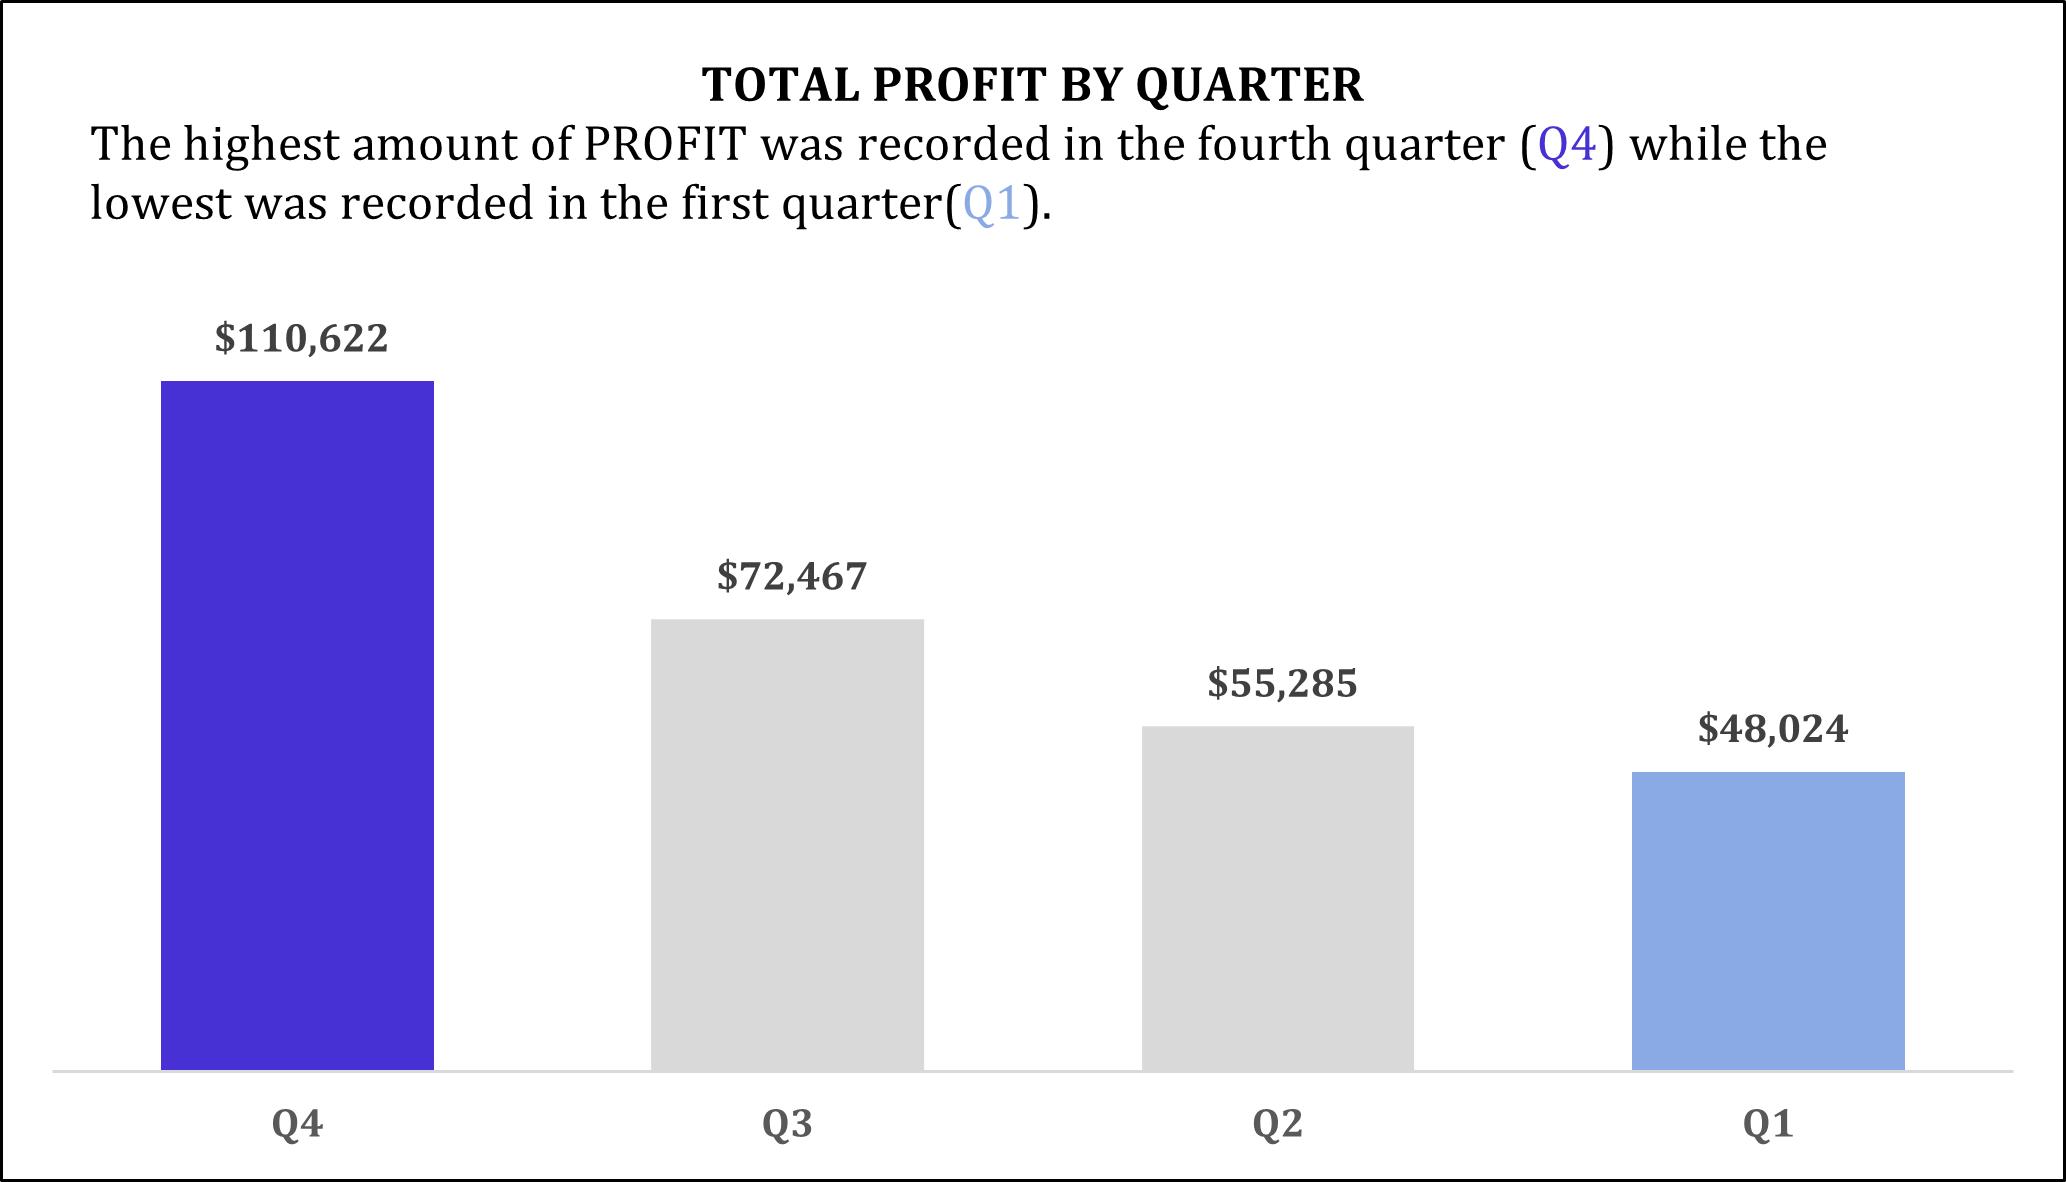 TOTAL PROFIT BY QUARTER
The highest amount of PROFIT was recorded in the fourth quarter (Q4) while the
lowest was recorded in the first quarter(Q1).
$110,622
$72,467
$55,285
$48,024
Q4
Q3
Q2
Q1